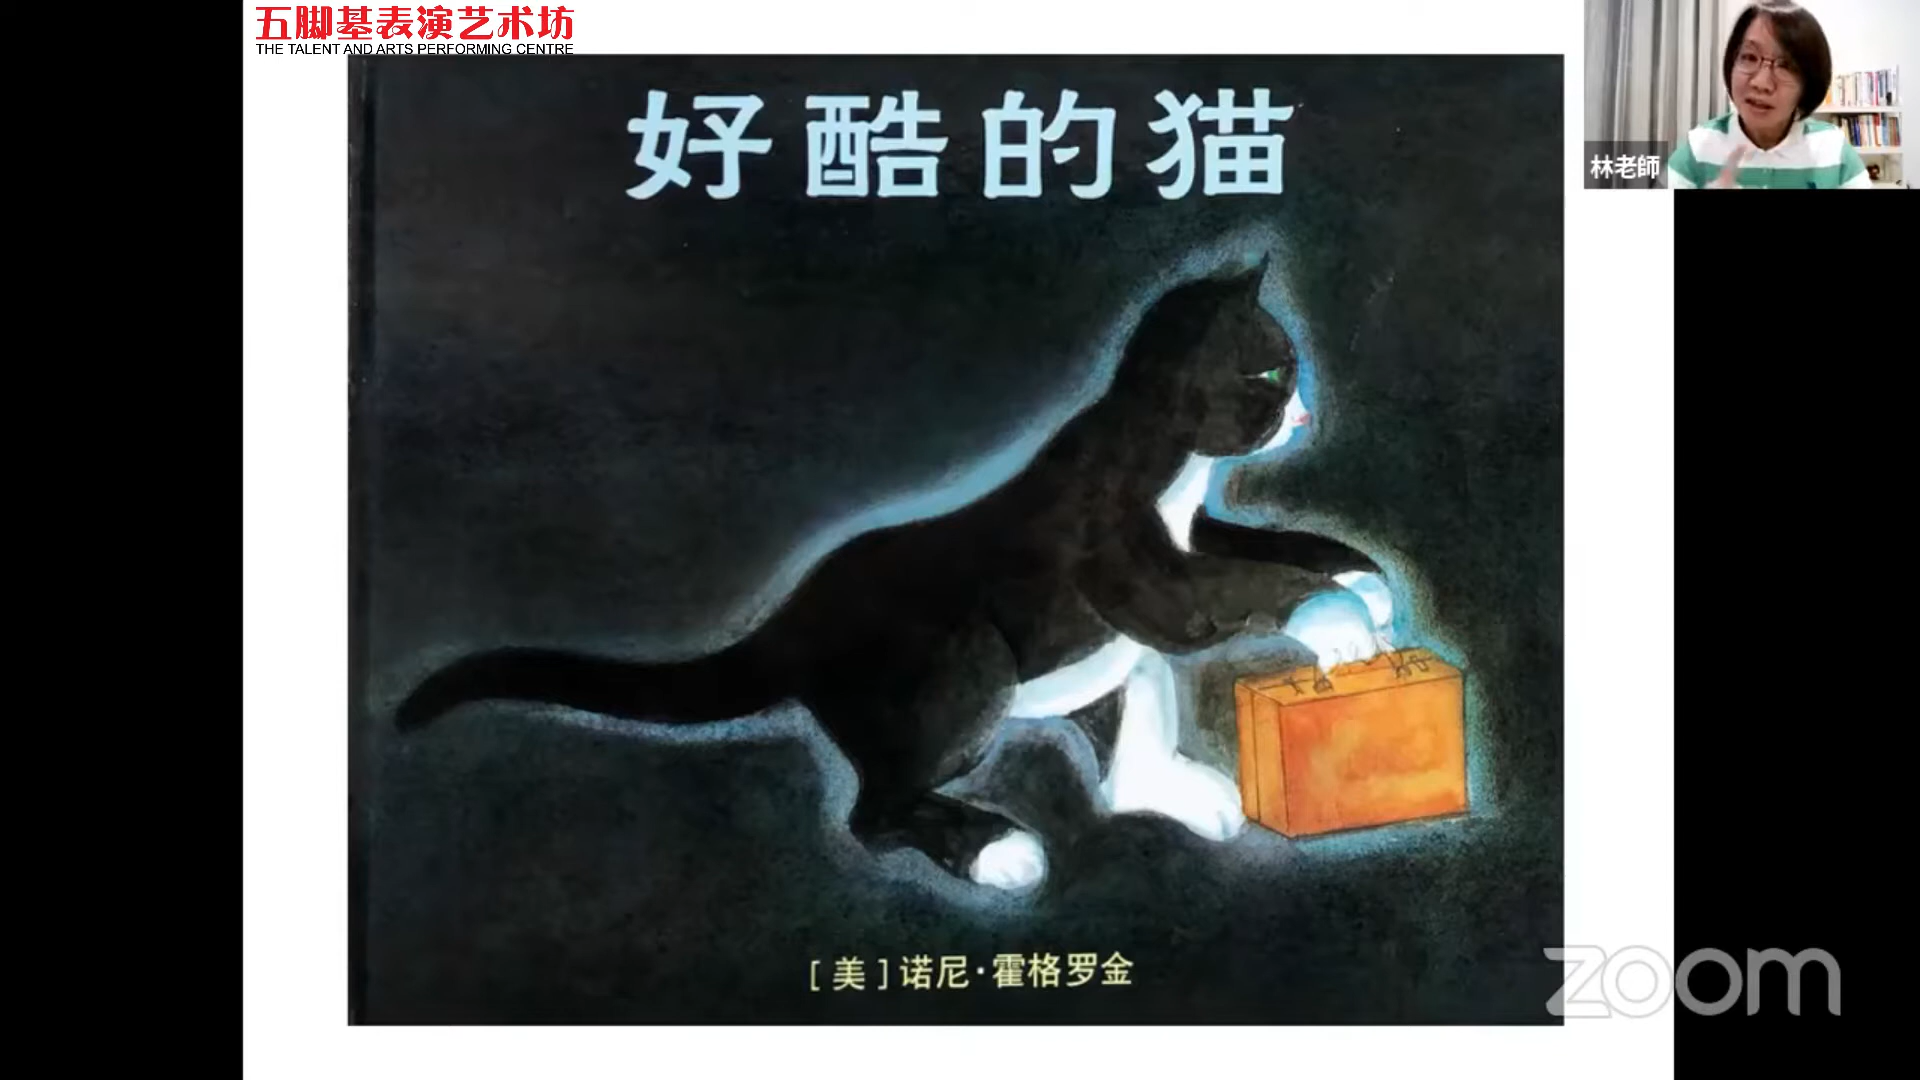 五脚基表演艺术坊
THE TALENT AND ARTS PERFORMING CENTRE
林老師
好酷的猫
[美]诺尼·霍格罗金
zoom